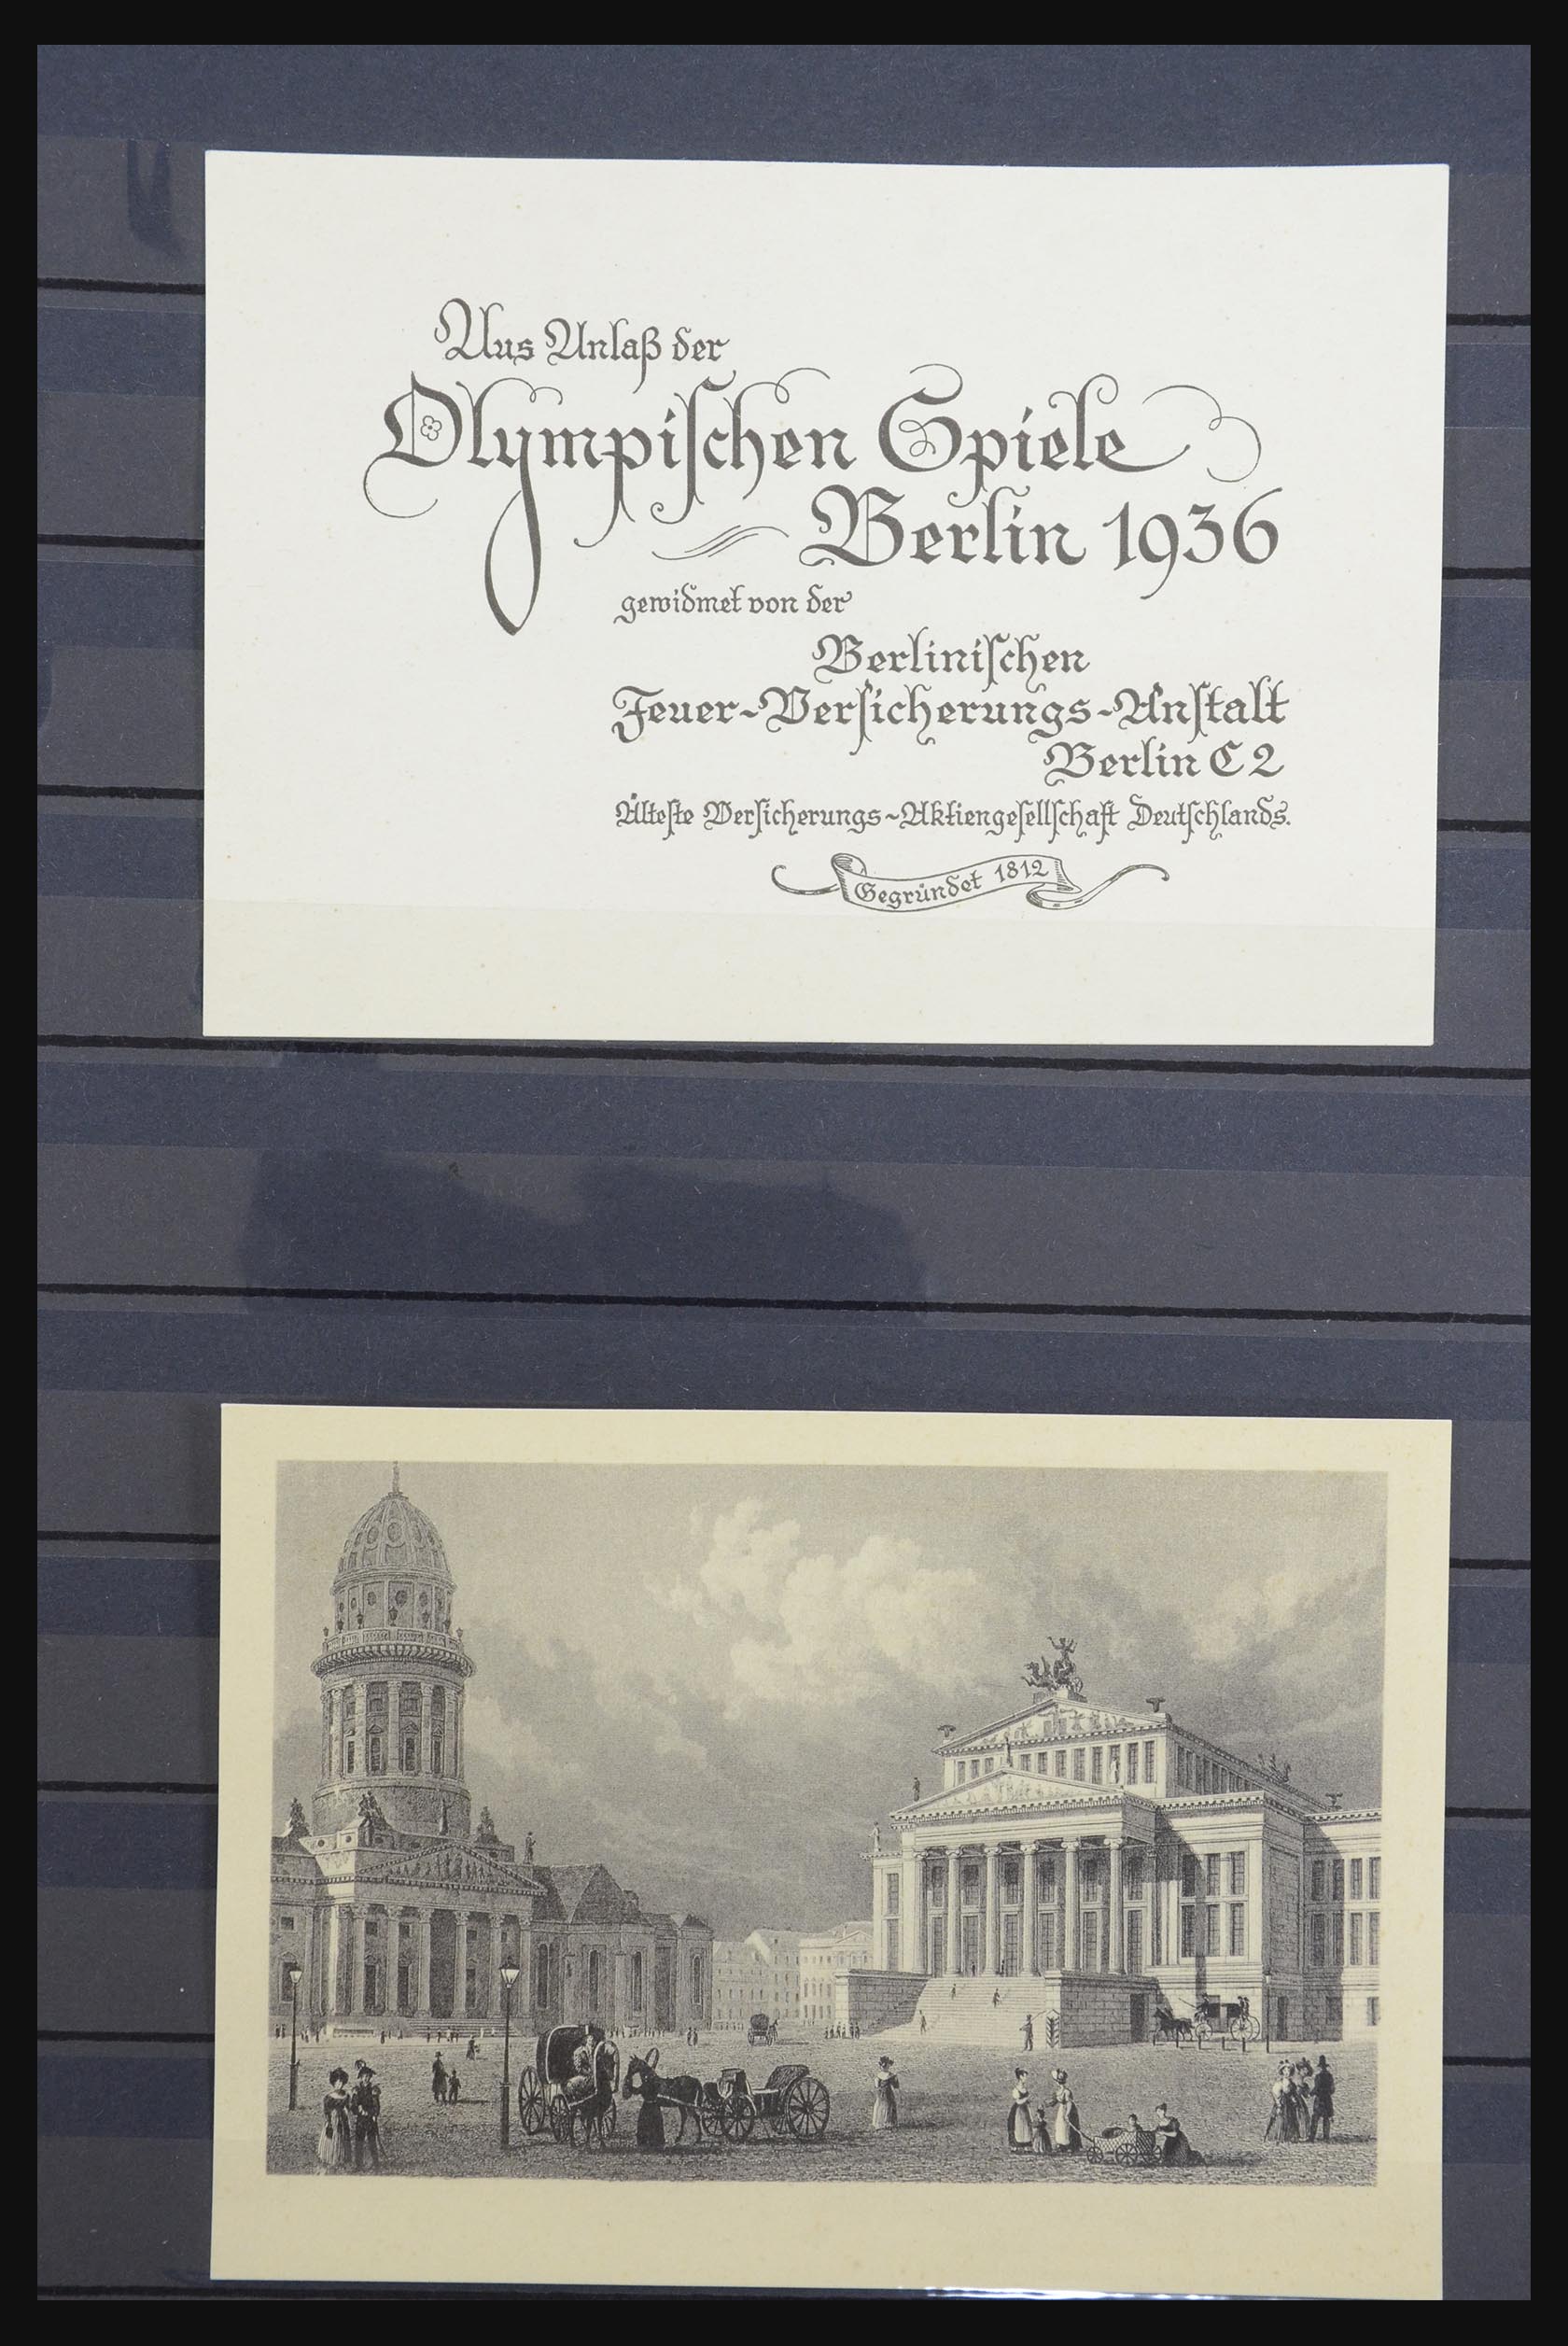 Aus Anlaß der
Olympischen Spiele
Berlin 1936
gewidmet von der
Berlinischen
Feuer-Versicherungs-Anstalt
Berlin C 2
Älteste Versicherungs-Aktiengesellschaft Deutschlands.
Gegründet 1812